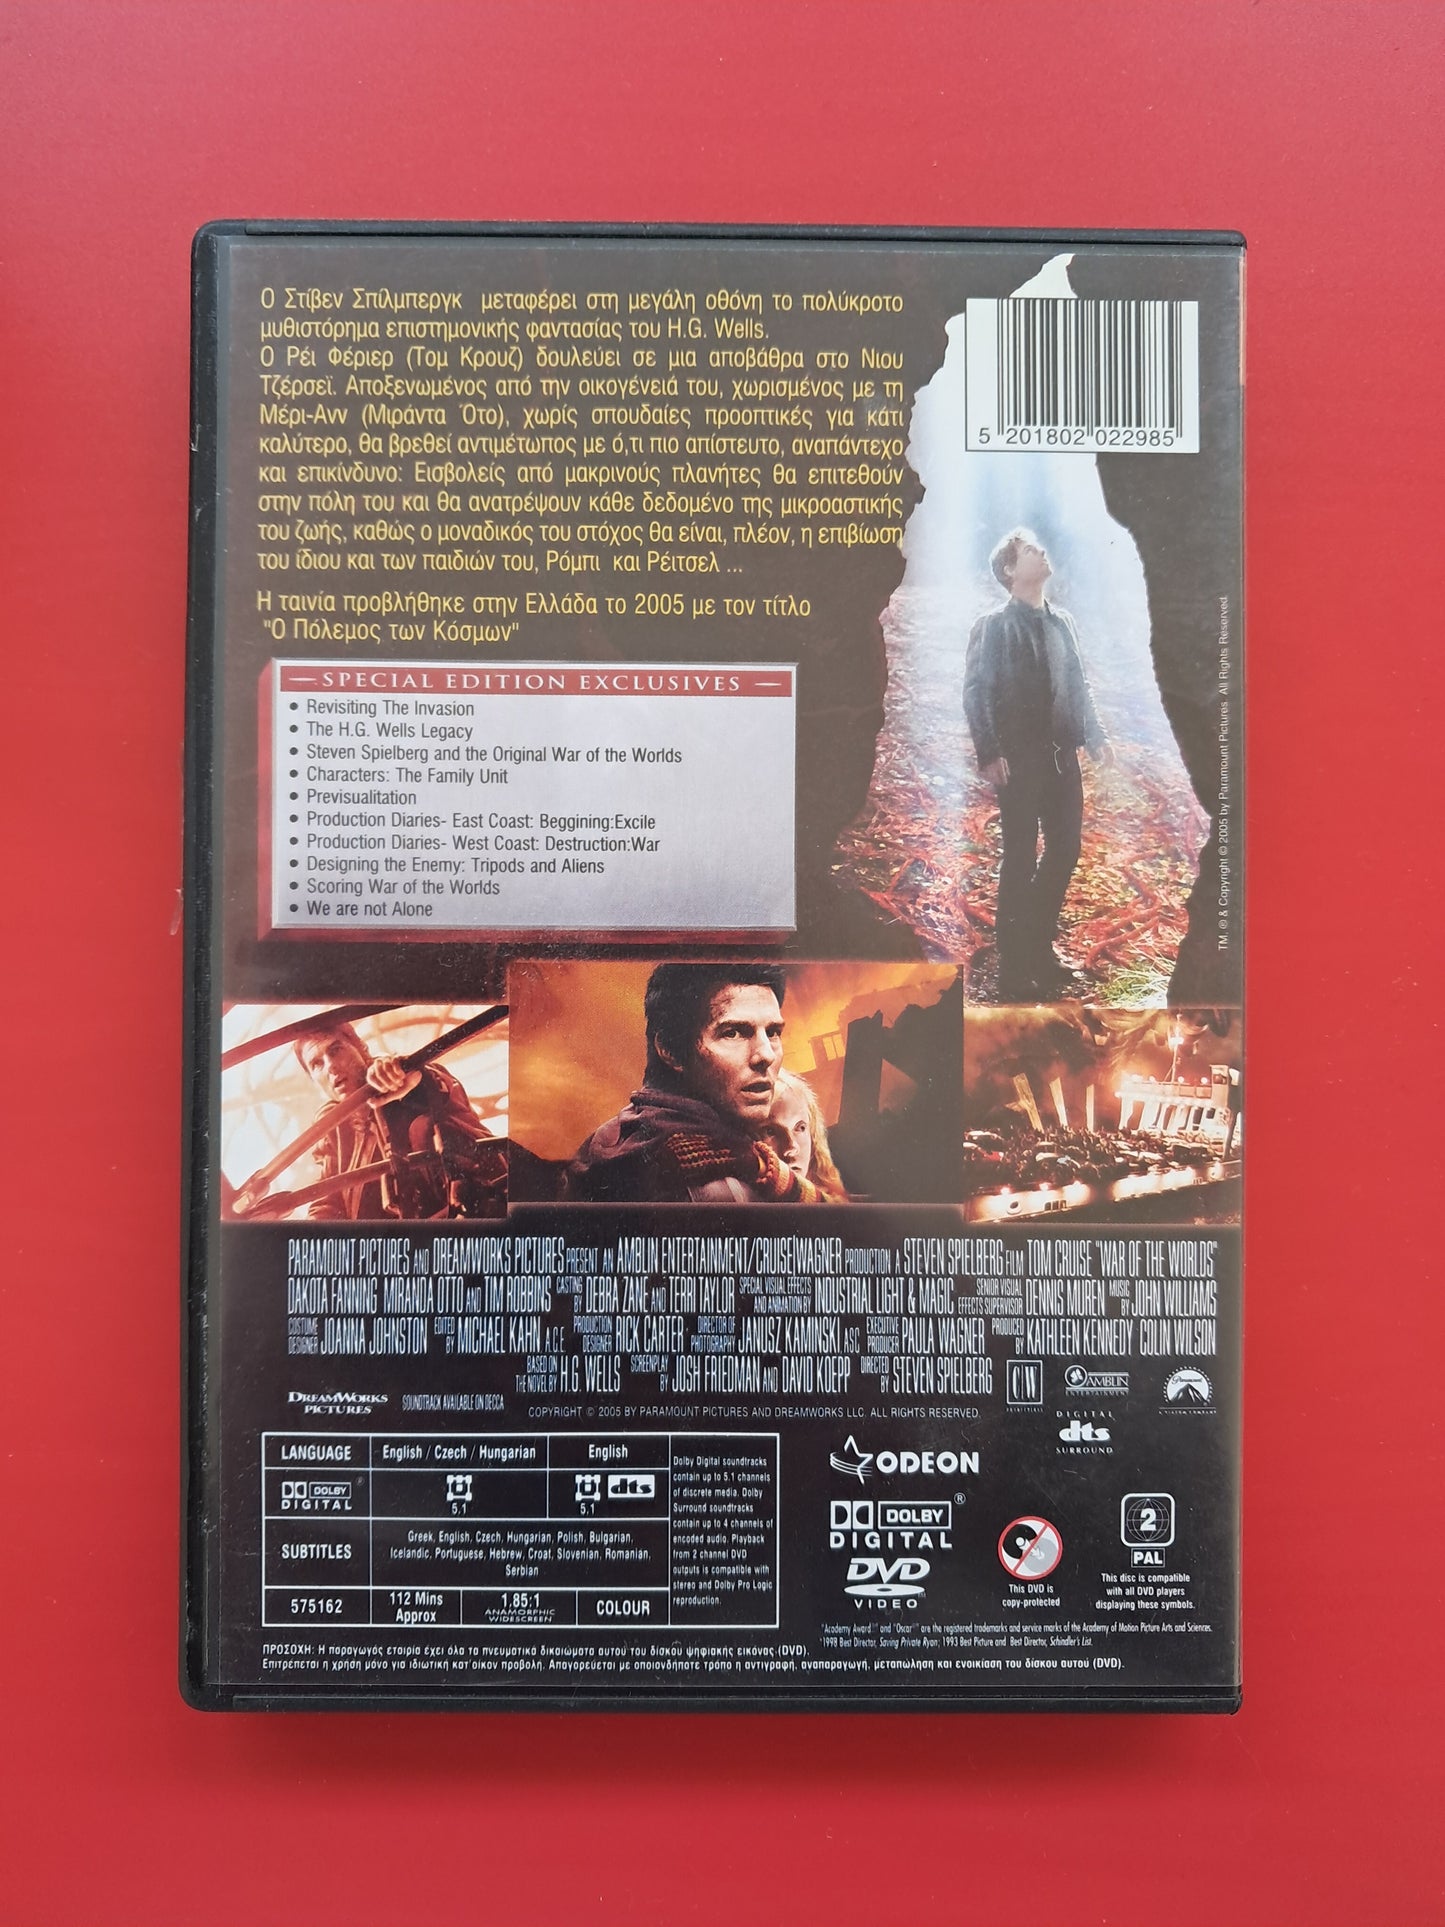 Ο Στίβεν Σπίλμπεργκ μεταφέρει στη μεγάλη οθόνη το πολύκροτο
μυθιστόρημα επιστημονικής φαντασίας του H.G. Wells.
Ο Ρέι Φέριερ (Τομ Κρουζ) δουλεύει σε μια αποβάθρα στο Νιου
Τζέρσεϊ. Αποξενωμένος από την οικογένειά του, χωρισμένος με τη
Μέρι-Ανν (Μιράντα Ότο), χωρίς σπουδαίες προοπτικές για κάτι
καλύτερο, θα βρεθεί αντιμέτωπος με ό,τι πιο απίστευτο, αναπάντεχο
και επικίνδυνο: Εισβολείς από μακρινούς πλανήτες θα επιτεθούν
στην πόλη του και θα ανατρέψουν κάθε δεδομένο της μικροαστικής
του ζωής, καθώς ο μοναδικός του στόχος θα είναι, πλέον, η επιβίωση
του ίδιου και των παιδιών του, Ρόμπι και Ρέιτσελ ...
Η ταινία προβλήθηκε στην Ελλάδα το 2005 με τον τίτλο
"Ο Πόλεμος των Κόσμων"
5 201802 022985
SPECIAL EDITION EXCLUSIVES
• Revisiting The Invasion
• The H.G. Wells Legacy
• Steven Spielberg and the Original War of the Worlds
• Characters: The Family Unit
• Previsualitation
• Production Diaries- East Coast: Beggining:Excile
• Production Diaries- West Coast: Destruction:War
• Designing the Enemy: Tripods and Aliens
• Scoring War of the Worlds
• We are not Alone
TM, ® & Copyright © 2005 by Paramount Pictures. All Rights Reserved.
PARAMOUNT PICTURES AND DREAMWORKS PICTURES PRESENT AN AMBLIN ENTERTAINMENT/CRUISE|WAGNER PRODUCTION A STEVEN SPIELBERG FILM TOM CRUISE "WAR OF THE WORLDS"
DAKOTA FANNING MIRANDA OTTO AND TIM ROBBINS CASTING BY DEBRA ZANE AND TERRI TAYLOR SPECIAL VISUAL EFFECTS AND ANIMATION BY INDUSTRIAL LIGHT & MAGIC SENIOR VISUAL EFFECTS SUPERVISOR DENNIS MUREN MUSIC BY JOHN WILLIAMS
COSTUME DESIGNER JOANNA JOHNSTON EDITED BY MICHAEL KAHN A.C.E. PRODUCTION DESIGNER RICK CARTER DIRECTOR OF PHOTOGRAPHY JANUSZ KAMINSKI, ASC EXECUTIVE PRODUCER PAULA WAGNER PRODUCED BY KATHLEEN KENNEDY COLIN WILSON
BASED ON THE NOVEL BY H.G. WELLS SCREENPLAY BY JOSH FRIEDMAN AND DAVID KOEPP DIRECTED BY STEVEN SPIELBERG
C/W
AMBLIN
ENTERTAINMENT
Paramount
DREAMWORKS
PICTURES
SOUNDTRACK AVAILABLE ON DECCA
COPYRIGHT © 2005 BY PARAMOUNT PICTURES AND DREAMWORKS LLC. ALL RIGHTS RESERVED.
DIGITAL
dts
SURROUND
LANGUAGE
English / Czech / Hungarian
English
DOLBY
DIGITAL
5.1
5.1
dts
SUBTITLES
Greek, English, Czech, Hungarian, Polish, Bulgarian,
Icelandic, Portuguese, Hebrew, Croat, Slovenian, Romanian,
Serbian
575162
112 Mins
Approx
1.85:1
ANAMORPHIC
WIDESCREEN
COLOUR
Dolby Digital soundtracks
contain up to 5.1 channels
of discrete media. Dolby
Surround soundtracks
contain up to 4 channels of
encoded audio. Playback
from 2 channel DVD
outputs is compatible with
stereo and Dolby Pro Logic
reproduction.
ODEON
DOLBY ®
DIGITAL
DVD
VIDEO
This DVD is
copy-protected
2
PAL
This disc is compatible
with all DVD players
displaying these symbols.
"Academy Award" and "Oscar" are the registered trademarks and service marks of the Academy of Motion Picture Arts and Sciences.
*1998 Best Director, Saving Private Ryan; 1993 Best Picture and Best Director, Schindler's List.
ΠΡΟΣΟΧΗ: Η παραγωγός εταιρία έχει όλα τα πνευματικά δικαιώματα αυτού του δίσκου ψηφιακής εικόνας (DVD).
Επιτρέπεται η χρήση μόνο για ιδιωτική κατ' οίκον προβολή. Απαγορεύεται με οποιονδήποτε τρόπο η αντιγραφή, αναπαραγωγή, μεταπώληση και ενοικίαση του δίσκου αυτού (DVD).